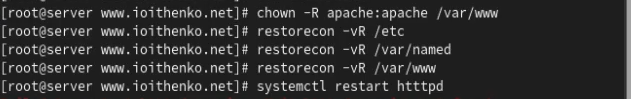 [root@server www.ioithenko.net]# chown -R apache:apache /var/www
[root@server www.ioithenko.net]# restorecon -vR /etc
[root@server www.ioithenko.net]# restorecon -vR /var/named
[root@server www.ioithenko.net]# restorecon -vR /var/www
[root@server www.ioithenko.net]# systemctl restart htttpd